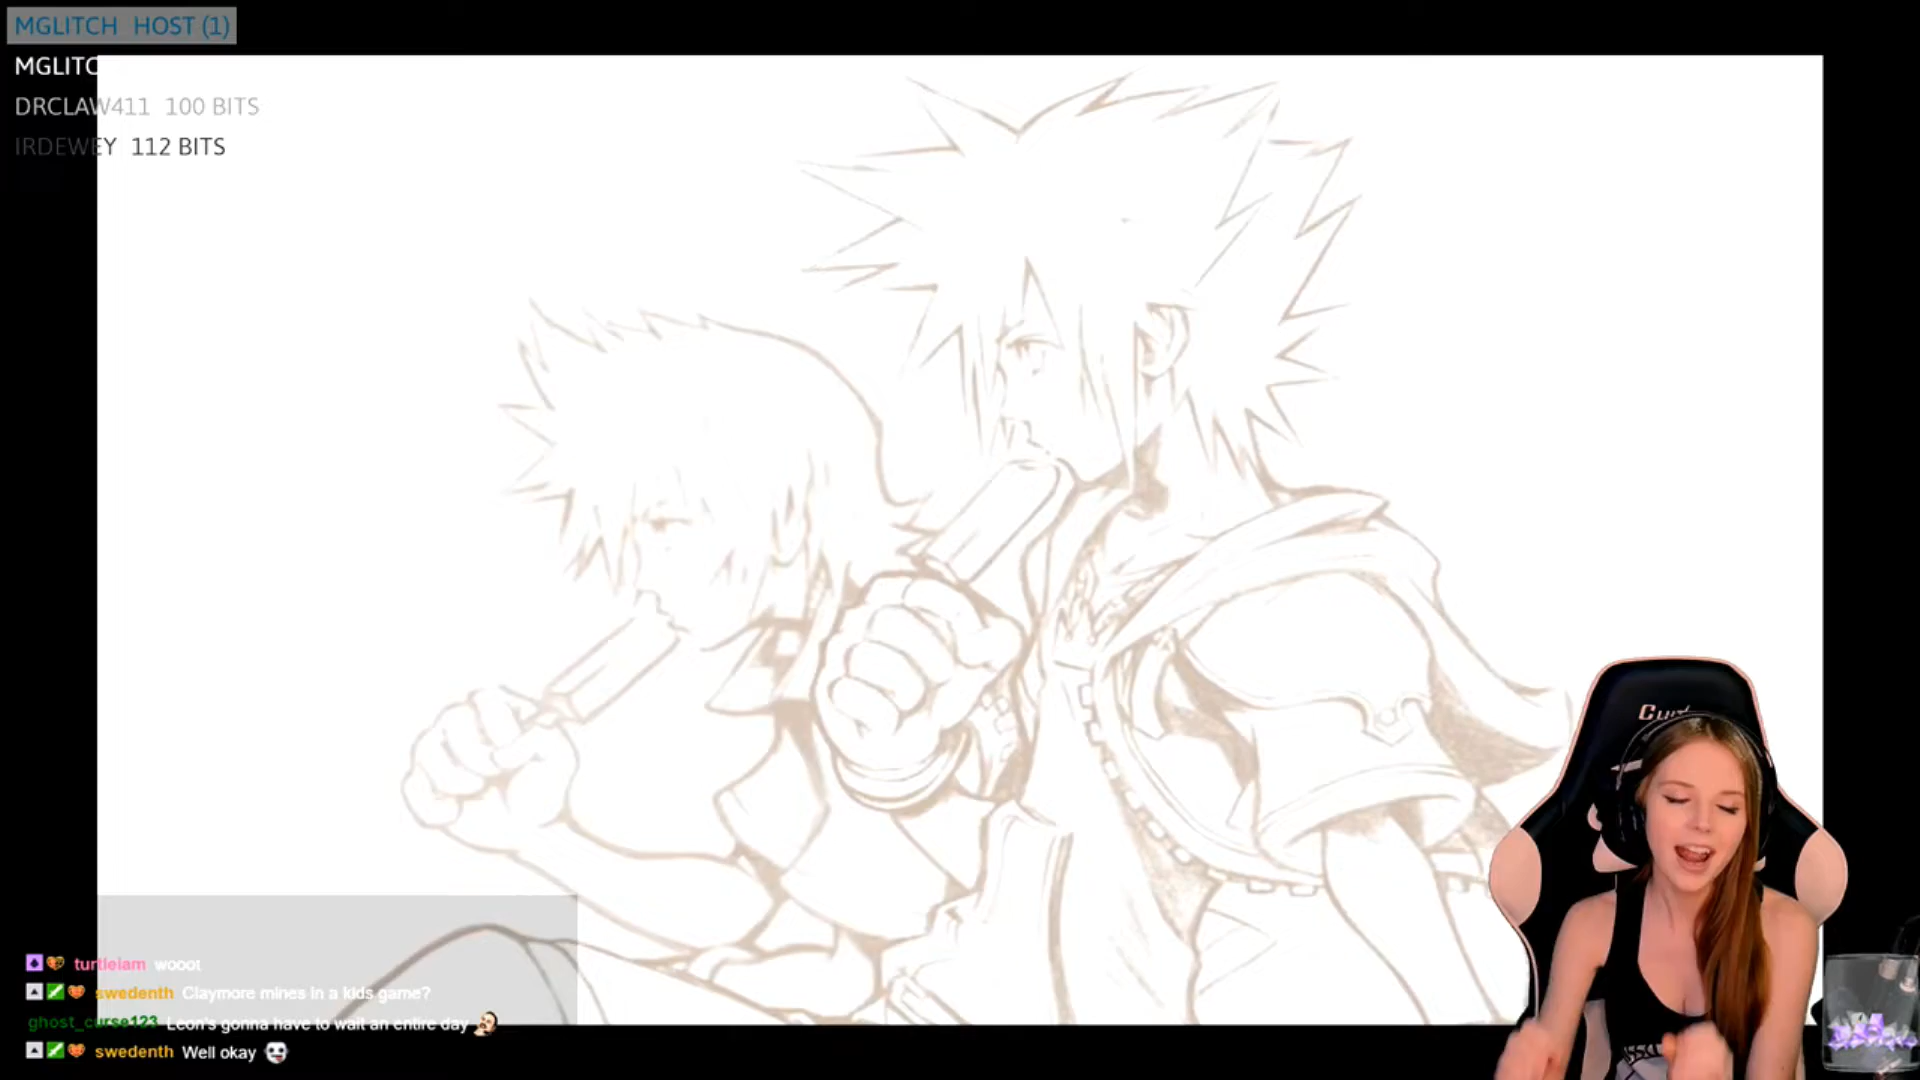 MGLITCH HOST (1)
MGLITC
DRCLAW411 100 BITS
IRDEWEY 112 BITS
turtleiam wooot
swedenth Claymore mines in a kids game?
ghost_curse123 Leon's gonna have to wait an entire day
swedenth Well okay